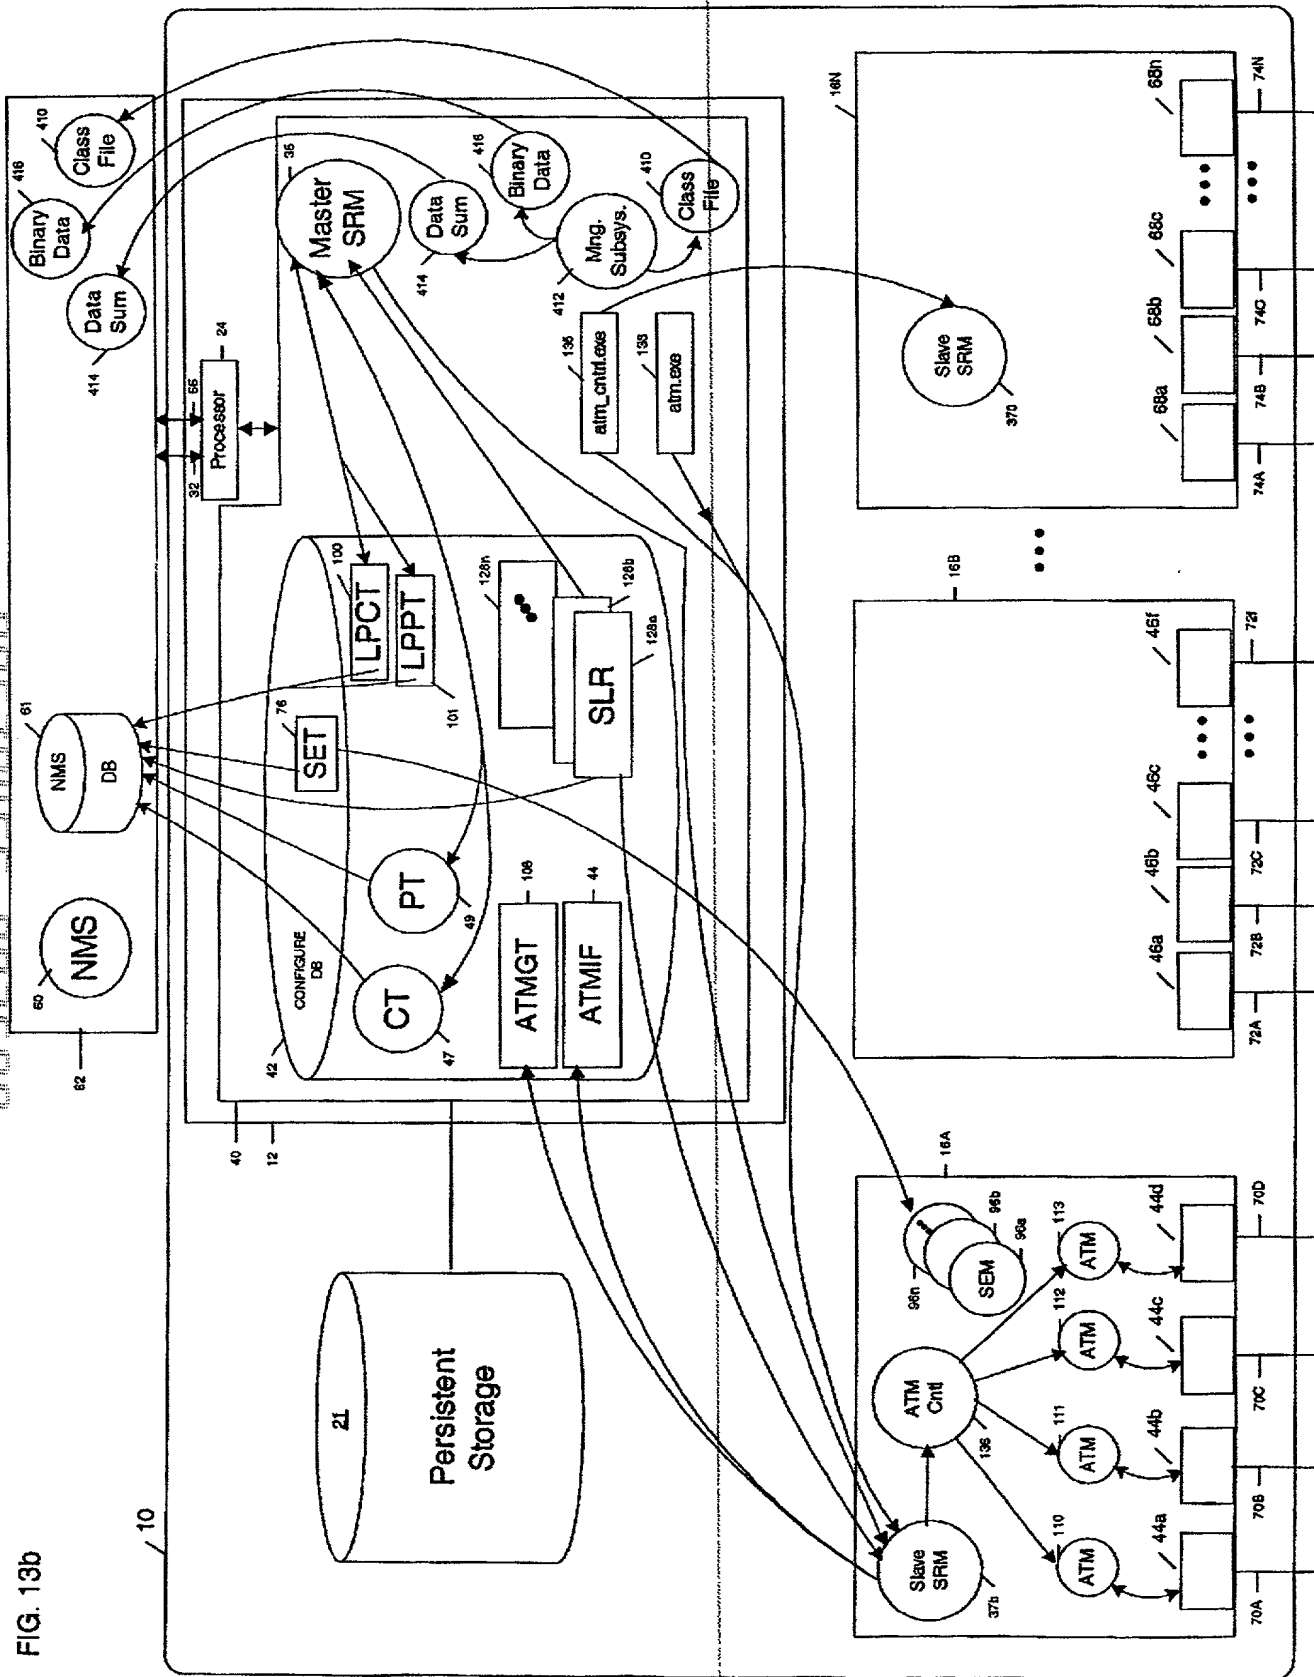 FIG. 13b
10
62
60
NMS
61
NMS
DB
414
Data
Sum
416
Binary
Data
410
Class
File
32
66
24
Processor
40
12
42
CONFIGURE
DB
CT
47
PT
49
76
SET
100
LPCT
LPPT
101
ATMGT
108
ATMIF
44
128n
128b
SLR
128a
Master
SRM
414
Data
Sum
416
Binary
Data
412
Mng.
Subsys.
410
Class
File
atm_cntrl.exe
138
atm.exe
21
Persistent
Storage
16A
Slave
SRM
37b
ATM
Cntl
136
96n
SEM
96b
96a
110
ATM
111
ATM
112
ATM
113
ATM
44a
44b
44c
44d
70A
70B
70C
70D
16B
46a
46b
46c
46f
72A
72B
72C
72f
16N
Slave
SRM
370
68a
68b
68c
68n
74A
74B
74C
74N